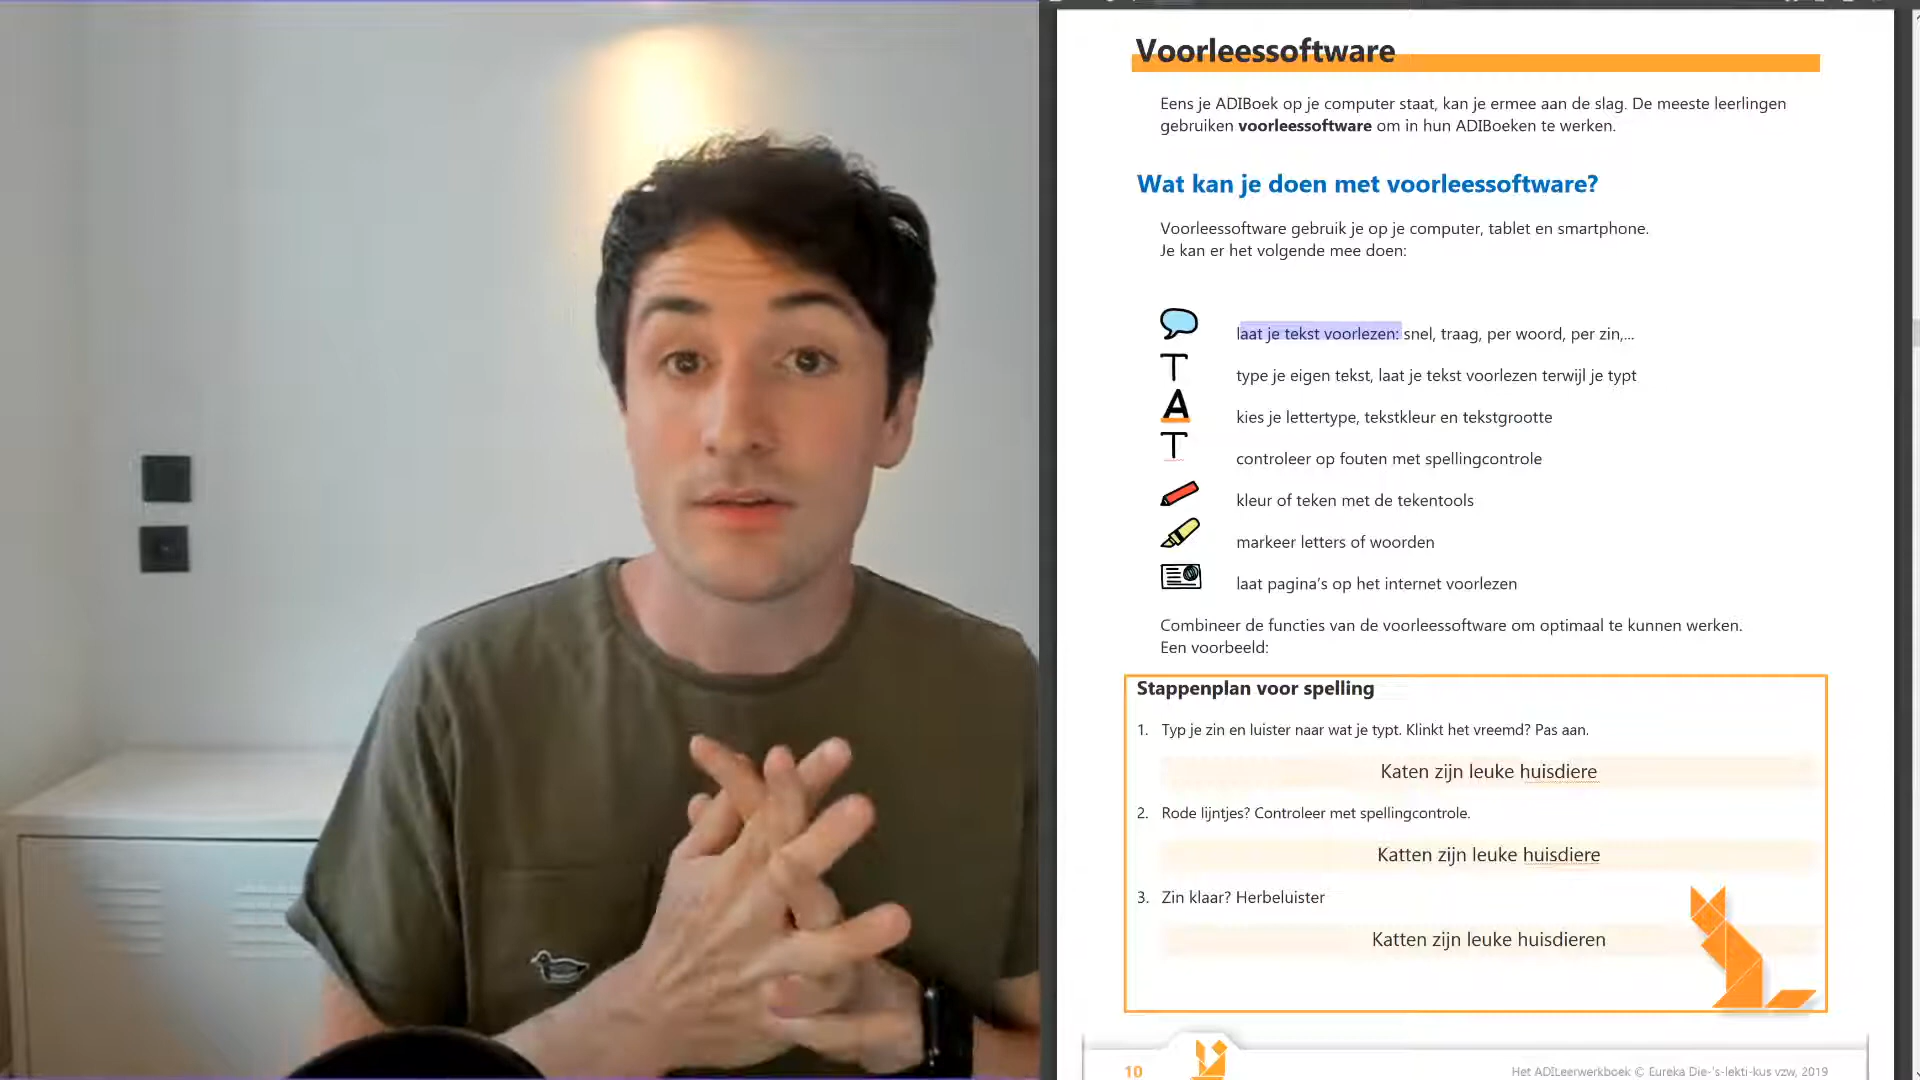 Voorleessoftware
Eens je ADIBoek op je computer staat, kan je ermee aan de slag. De meeste leerlingen
gebruiken voorleessoftware om in hun ADIBoeken te werken.
Wat kan je doen met voorleessoftware?
Voorleessoftware gebruik je op je computer, tablet en smartphone.
Je kan er het volgende mee doen:
laat je tekst voorlezen: snel, traag, per woord, per zin,...
T
type je eigen tekst, laat je tekst voorlezen terwijl je typt
A
kies je lettertype, tekstkleur en tekstgrootte
T
controleer op fouten met spellingcontrole
kleur of teken met de tekentools
markeer letters of woorden
laat pagina's op het internet voorlezen
Combineer de functies van de voorleessoftware om optimaal te kunnen werken.
Een voorbeeld:
Stappenplan voor spelling
1. Typ je zin en luister naar wat je typt. Klinkt het vreemd? Pas aan.
Katen zijn leuke huisdiere
2. Rode lijntjes? Controleer met spellingcontrole.
Katten zijn leuke huisdiere
3. Zin klaar? Herbeluister
Katten zijn leuke huisdieren
10
Het ADILeerwerkboek © Eureka Die-'s-lekti-kus vzw, 2019